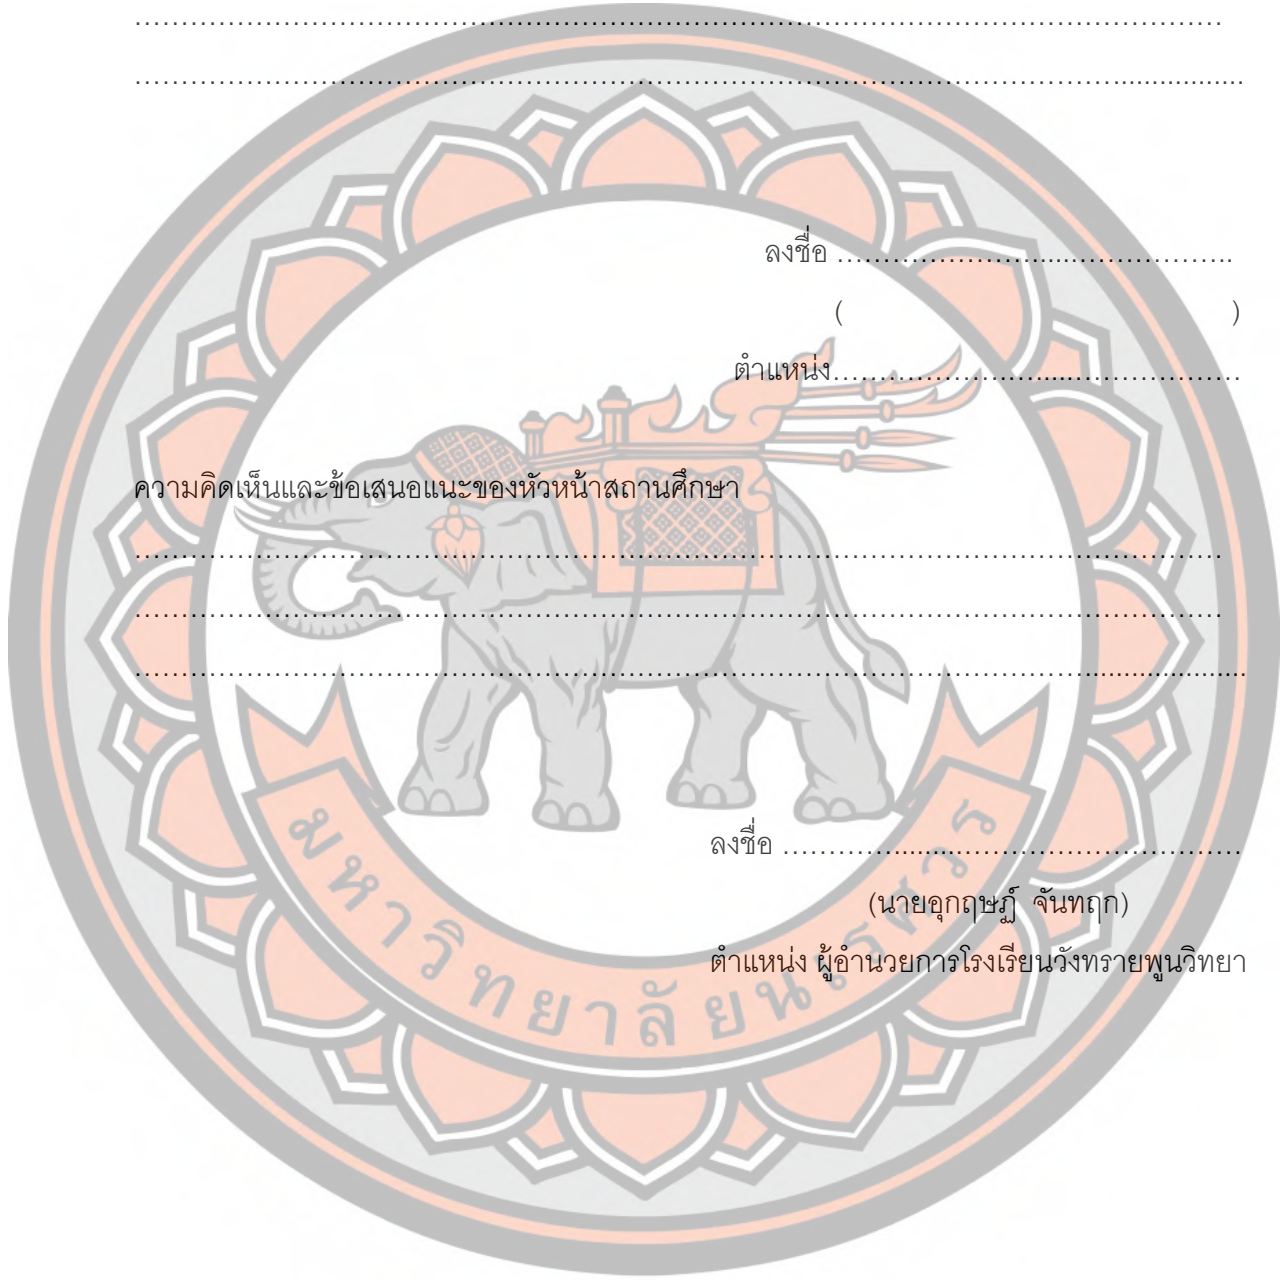 ……………………………………………………………………………………………………
……………………………………………………………………………………………................
ลงชื่อ ………………….....……………..
( )
ตำแหน่ง……………….…....………………
ความคิดเห็นและข้อเสนอแนะของหัวหน้าสถานศึกษา
……………………………………………………………………………………………………
……………………………………………………………………………………………………
…………………………………………………………………………………………...................
ลงชื่อ …………..........………………………
(นายอุกฤษฏ์ จันทฤก)
ตำแหน่ง ผู้อำนวยการโรงเรียนวังทรายพูนวิทยา
มหาวิทยาลัยนเรศวร